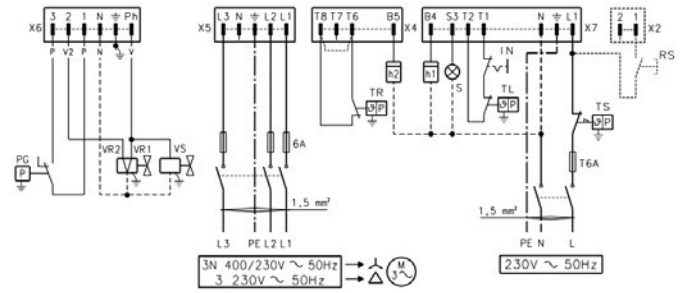 X6 3 2 1 N Ph
P V2 P N V
X5 L3 N L2 L1
T8 T7 T6 B5 X4
B4 S3 T2 T1 N L1 X7
2 1 X2
h2
h1
S
IN
RS
TR
P
TL
P
TS
P
PG
P
VR2 VR1 VS
6A
T6A
1,5 mm²
1,5 mm²
L3 PE L2 L1
PE N L
3N 400/230V ~ 50Hz
3 230V ~ 50Hz
M
3~
230V ~ 50Hz